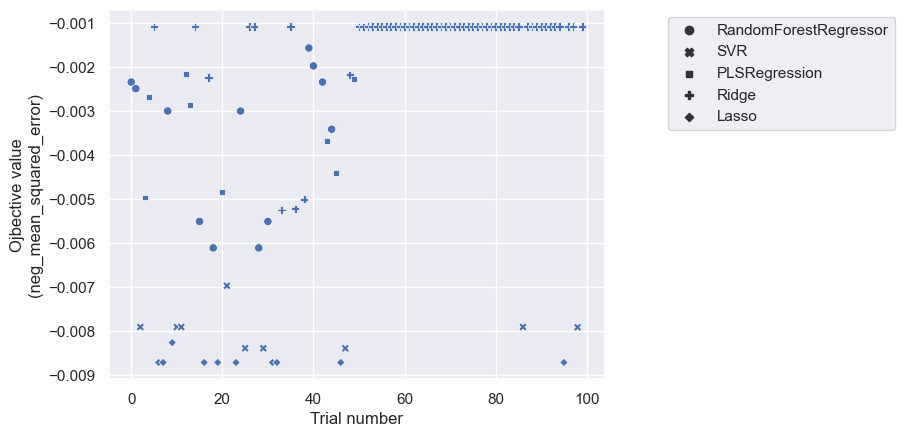 −0.001
−0.002
−0.003
−0.004
−0.005
−0.006
−0.007
−0.008
−0.009
Ojbective value
(neg_mean_squared_error)
0
20
40
60
80
100
Trial number
RandomForestRegressor
SVR
PLSRegression
Ridge
Lasso